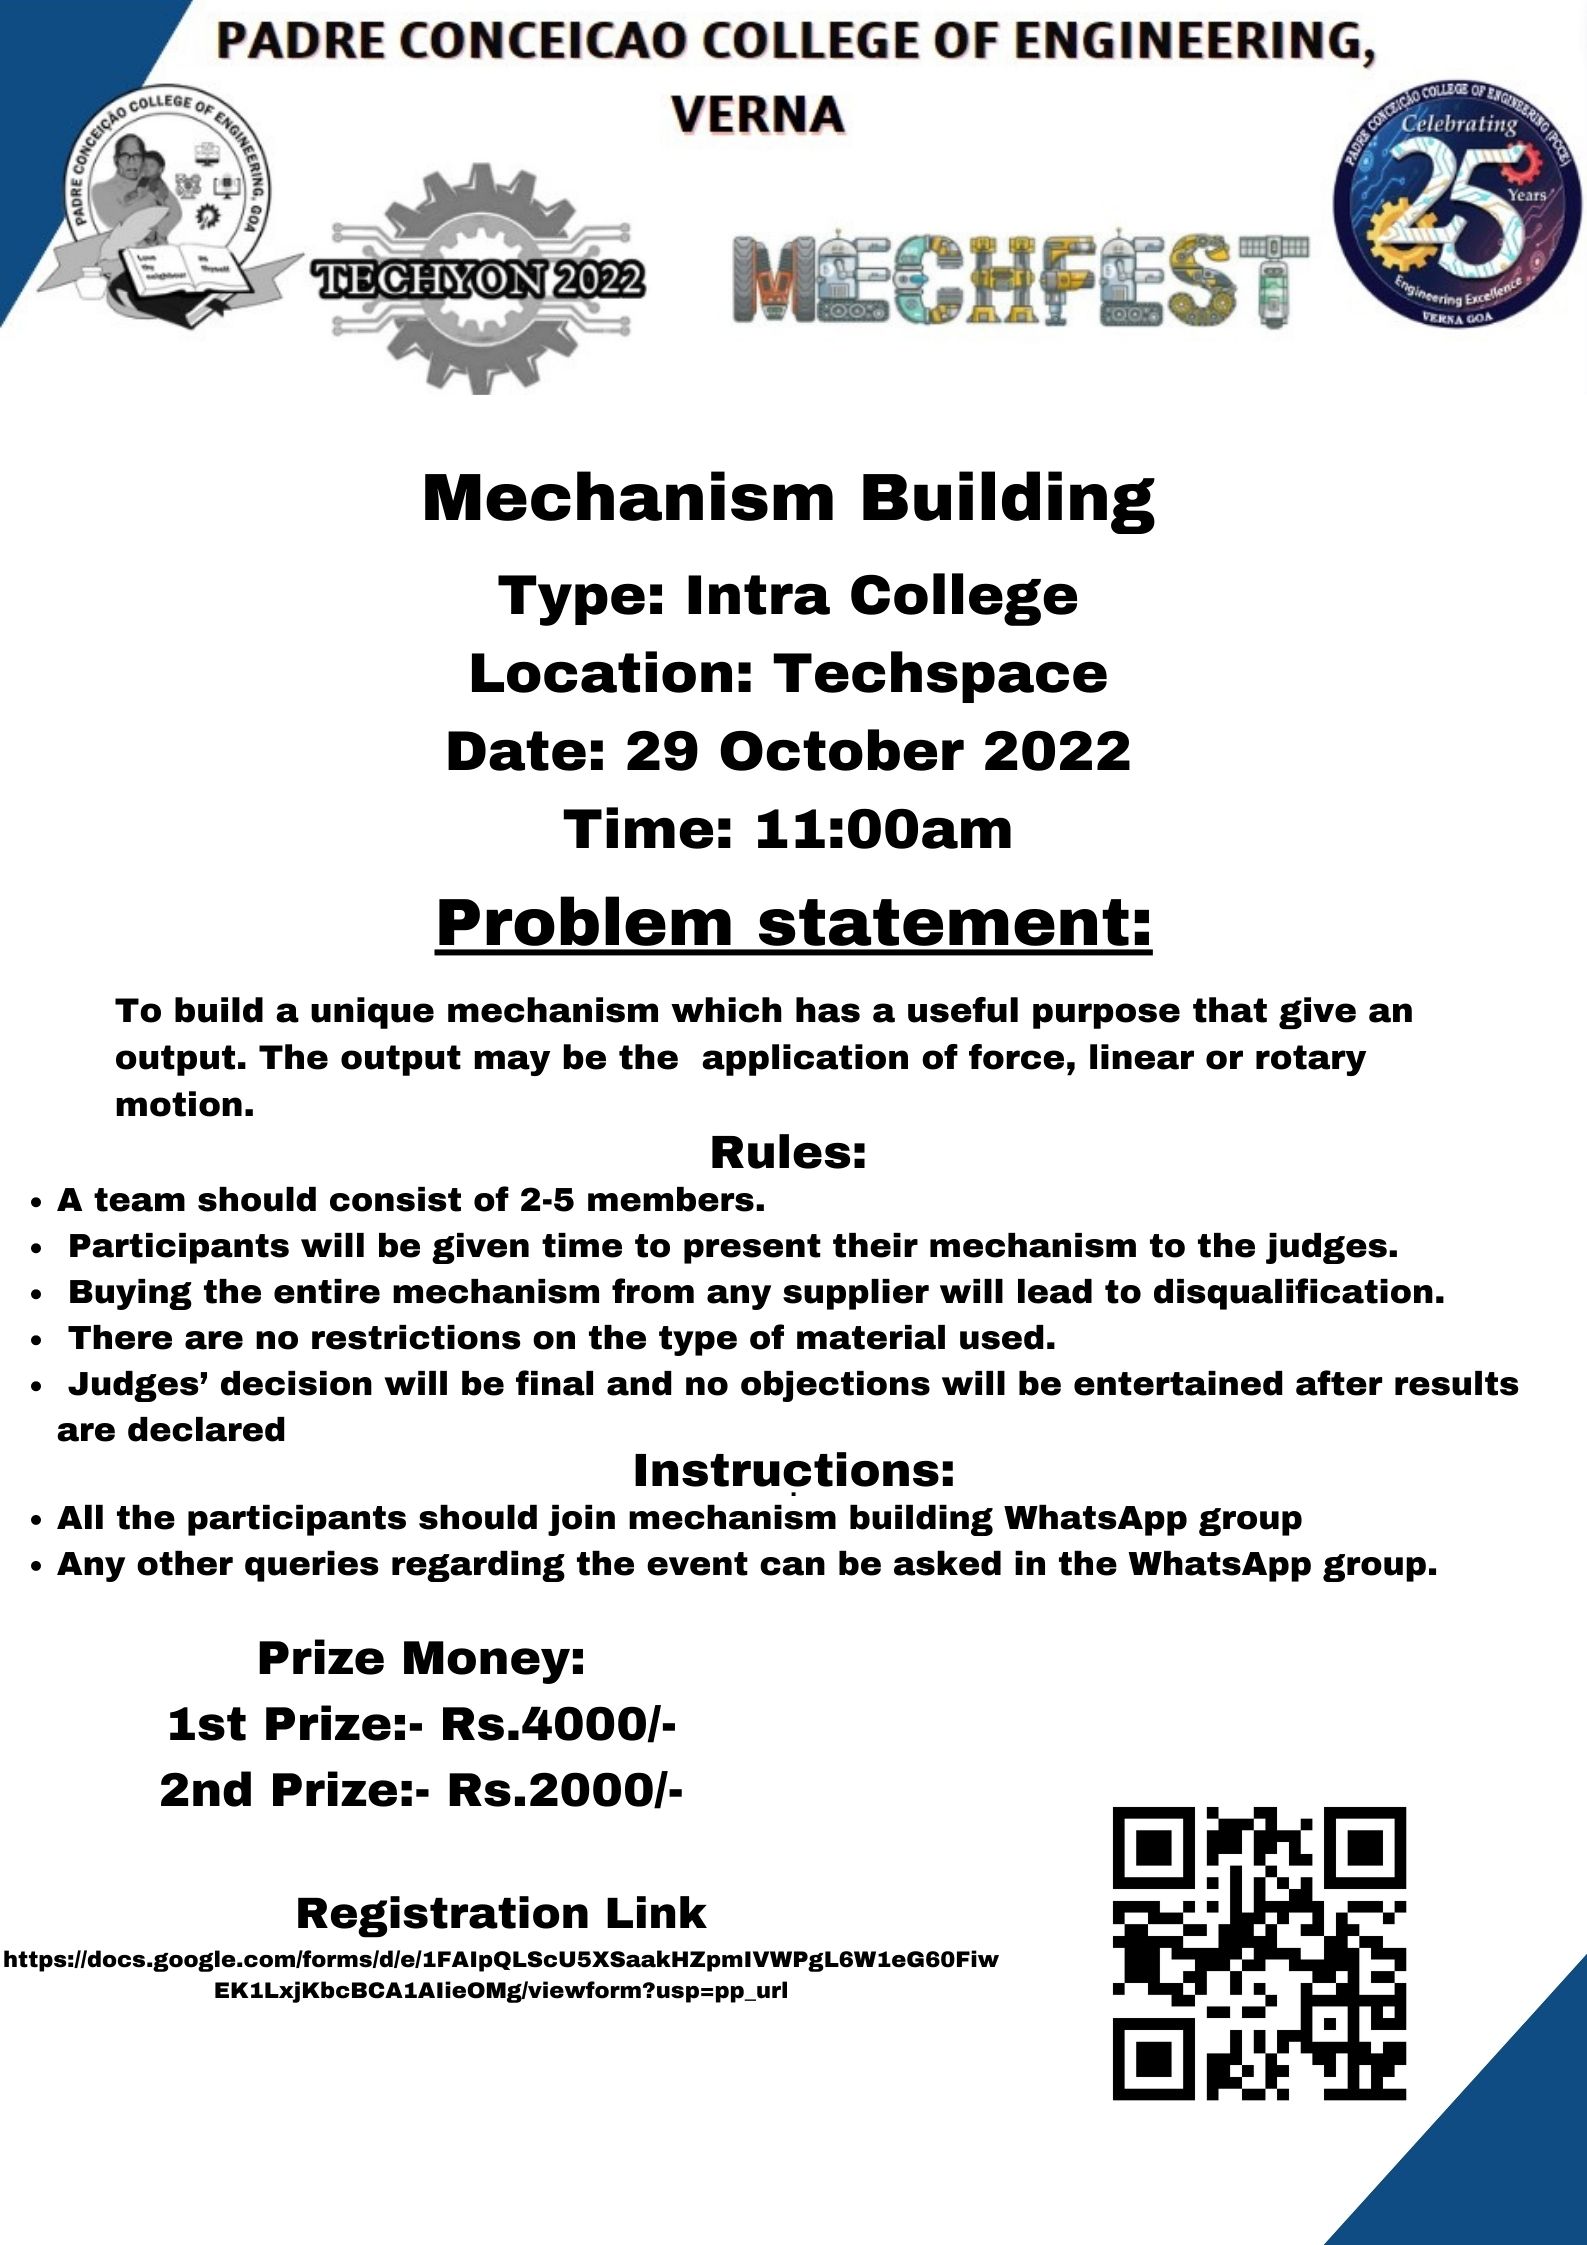 PADRE CONCEICAO COLLEGE OF ENGINEERING,
VERNA
PADRE CONCEIÇÃO COLLEGE OF ENGINEERING, GOA
Love thy neighbour
as thyself
TECHYON 2022
MECHFEST
PADRE CONCEICÃO COLLEGE OF ENGINEERING (PCCE)
Celebrating
25
Years
Engineering Excellence
VERNA GOA
Mechanism Building
Type: Intra College
Location: Techspace
Date: 29 October 2022
Time: 11:00am
Problem statement:
To build a unique mechanism which has a useful purpose that give an
output. The output may be the  application of force, linear or rotary
motion.
Rules:
• A team should consist of 2-5 members.
• Participants will be given time to present their mechanism to the judges.
• Buying the entire mechanism from any supplier will lead to disqualification.
• There are no restrictions on the type of material used.
• Judges’ decision will be final and no objections will be entertained after results
are declared
Instructions:
.
• All the participants should join mechanism building WhatsApp group
• Any other queries regarding the event can be asked in the WhatsApp group.
Prize Money:
1st Prize:- Rs.4000/-
2nd Prize:- Rs.2000/-
Registration Link
https://docs.google.com/forms/d/e/1FAIpQLScU5XSaakHZpmIVWPgL6W1eG60Fiw
EK1LxjKbcBCA1AIieOMg/viewform?usp=pp_url